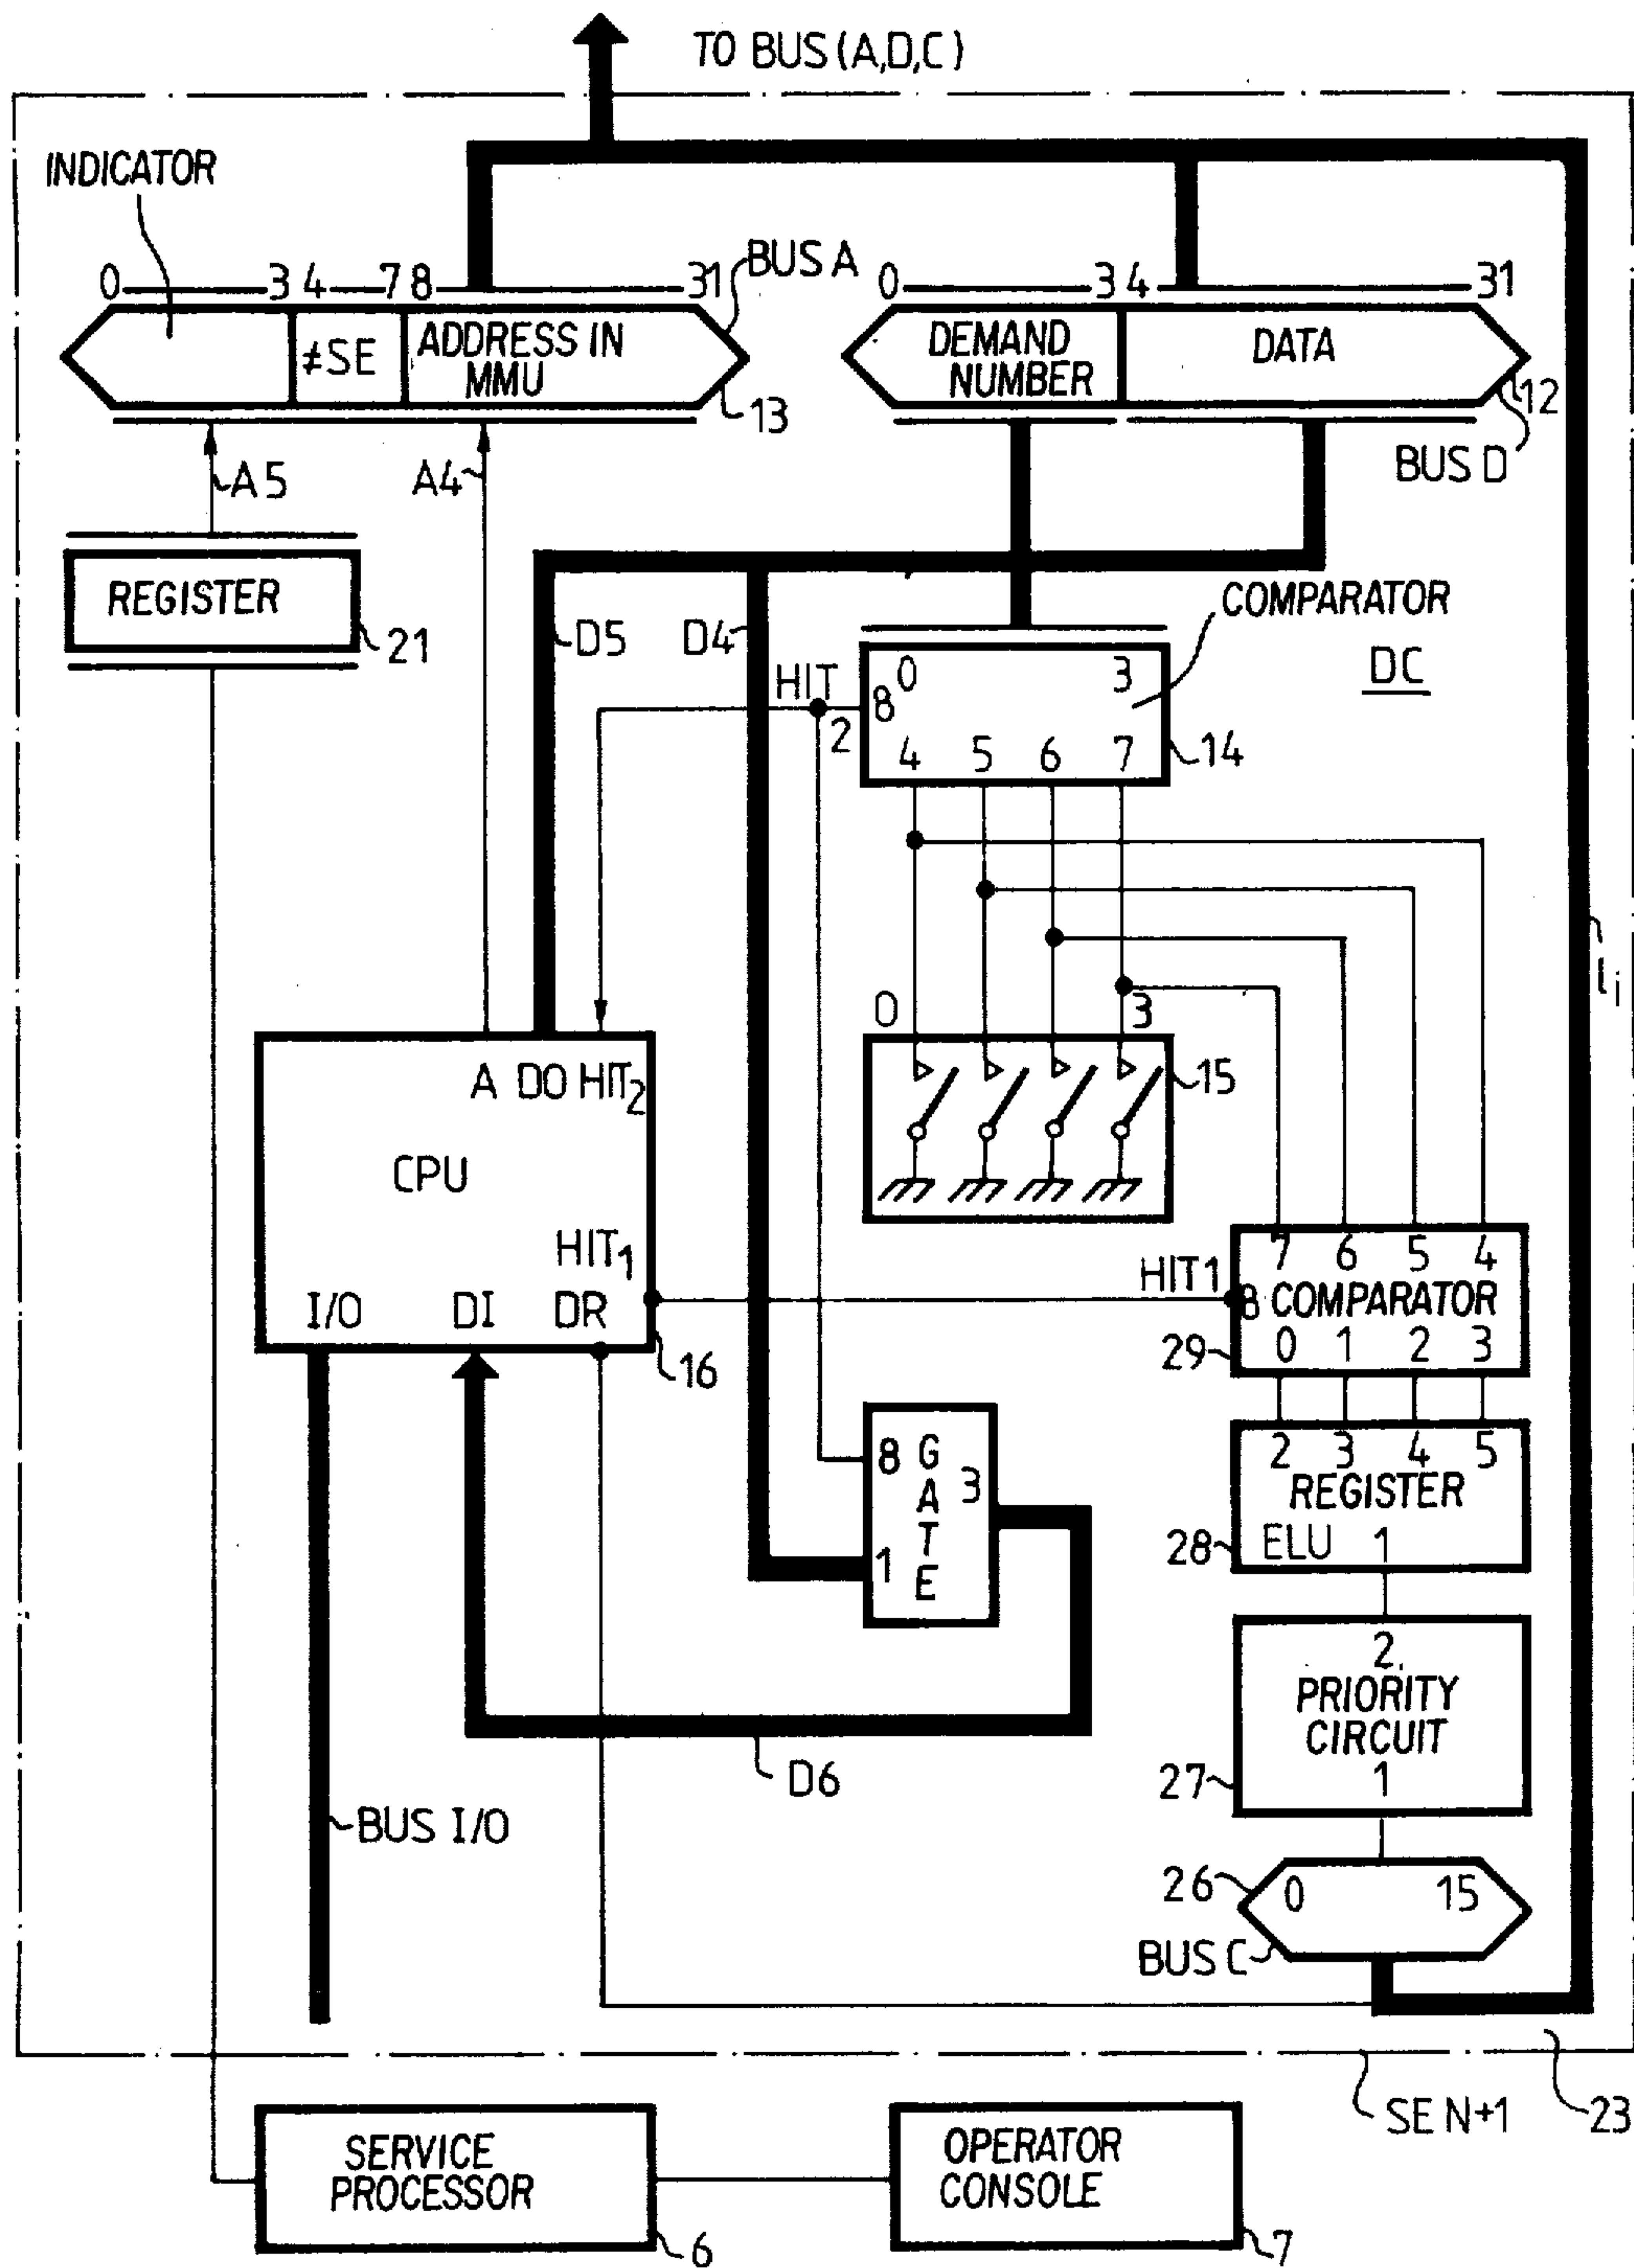 TO BUS (A,D,C)
INDICATOR
0 3 4 7 8 31
BUS A
0 3 4 31
≠SE
ADDRESS IN
MMU
13
DEMAND
NUMBER
DATA
12
BUS D
A5
A4
REGISTER
21
D5
D4
COMPARATOR
DC
HIT
2
0 3
8
4 5 6 7
14
li
0 3
15
A DO HIT2
CPU
HIT1
I/O DI DR
16
HIT1
7 6 5 4
8 COMPARATOR
0 1 2 3
29
2 3 4 5
REGISTER
ELU 1
28
8 GATE 3
1
2
PRIORITY
CIRCUIT
1
27
D6
BUS I/O
26
0 15
BUS C
SE N+1
23
SERVICE
PROCESSOR
6
OPERATOR
CONSOLE
7